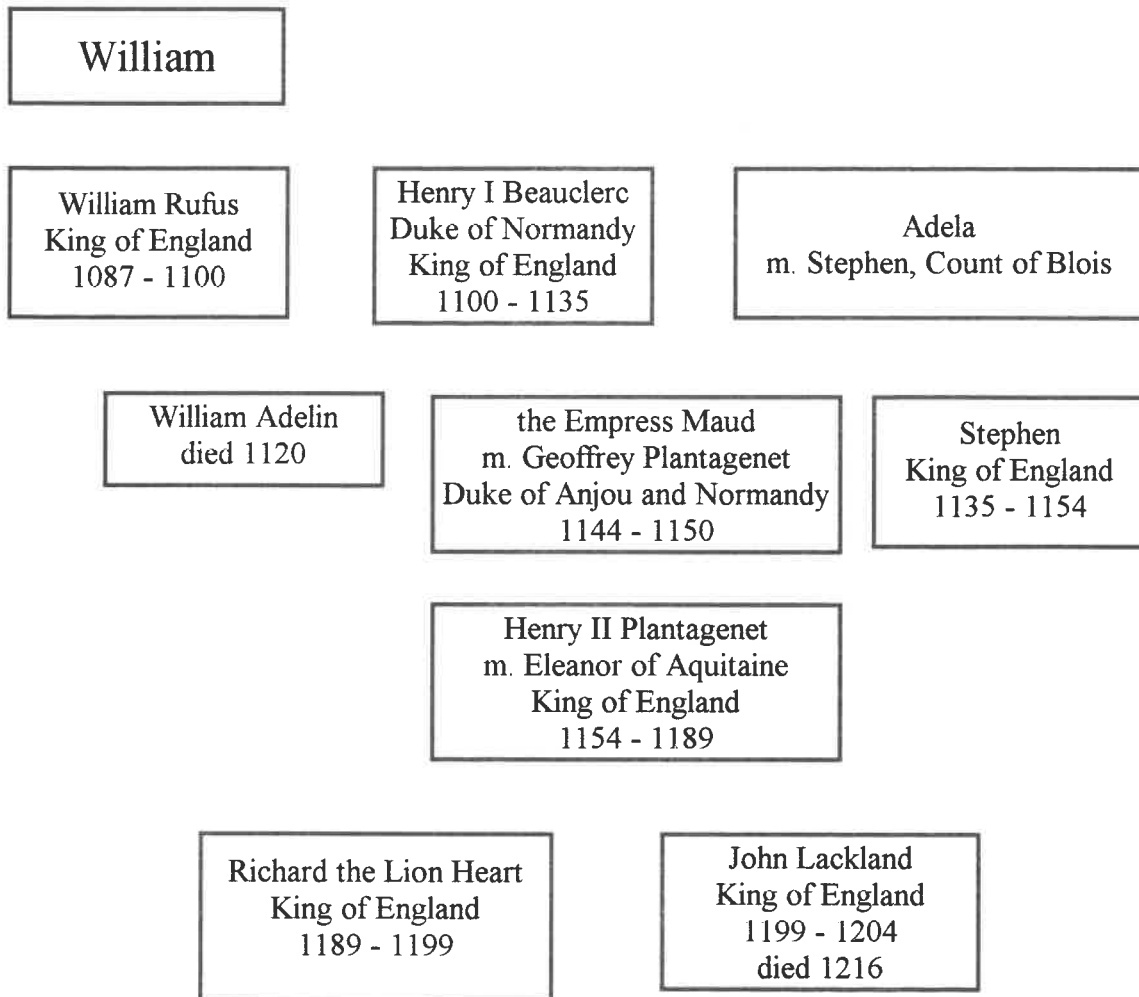 William
William Rufus
King of England
1087 - 1100
Henry I Beauclerc
Duke of Normandy
King of England
1100 - 1135
Adela
m. Stephen, Count of Blois
William Adelin
died 1120
the Empress Maud
m. Geoffrey Plantagenet
Duke of Anjou and Normandy
1144 - 1150
Stephen
King of England
1135 - 1154
Henry II Plantagenet
m. Eleanor of Aquitaine
King of England
1154 - 1189
Richard the Lion Heart
King of England
1189 - 1199
John Lackland
King of England
1199 - 1204
died 1216